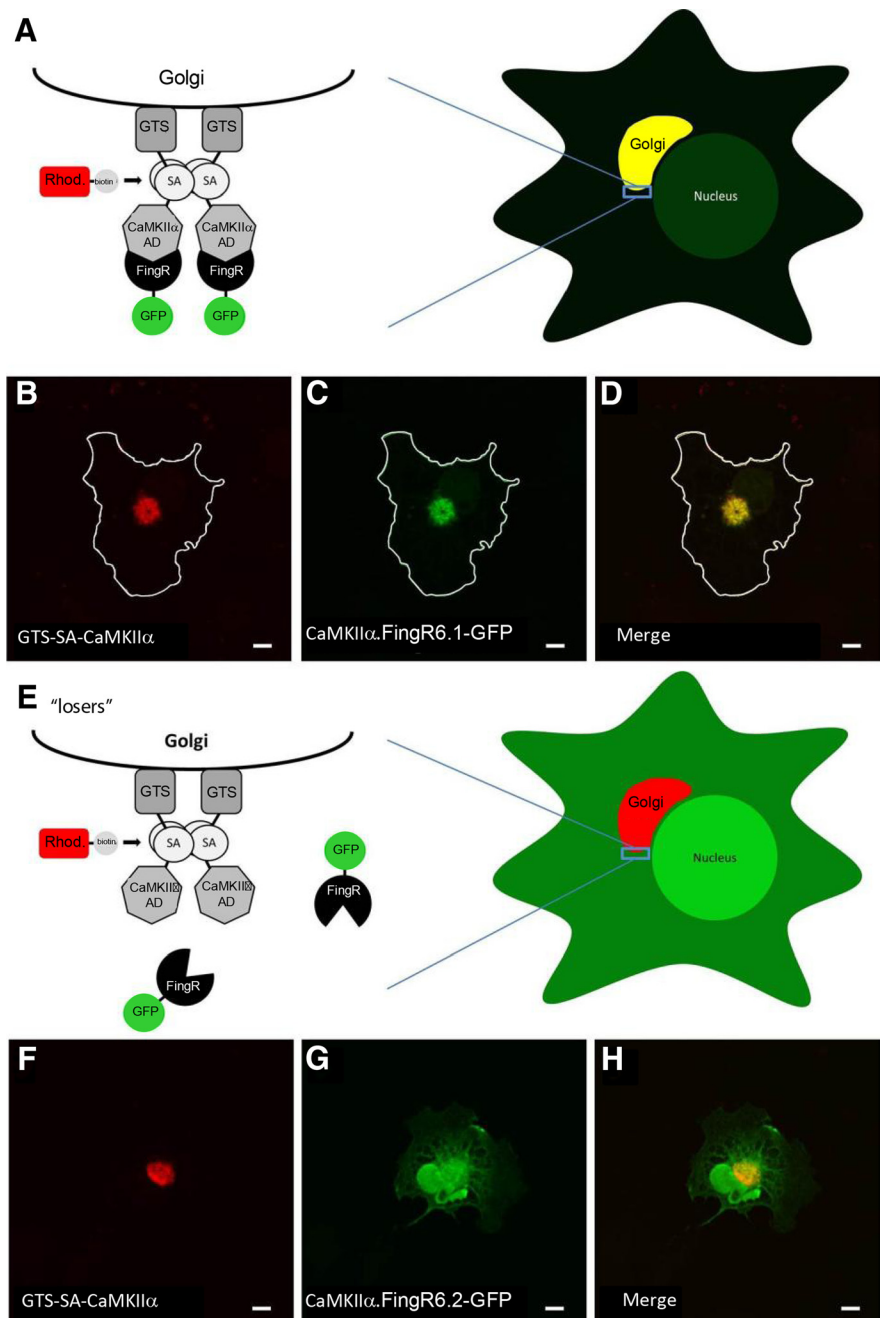 A
Golgi
GTS GTS
Rhod. biotin SA SA
CaMKIIα AD CaMKIIα AD
FingR FingR
GFP GFP
Golgi
Nucleus
B
GTS-SA-CaMKIIα
C
CaMKIIα.FingR6.1-GFP
D
Merge
E
“losers”
Golgi
GTS GTS
Rhod. biotin SA SA
CaMKII☒ AD CaMKII☒ AD
GFP
FingR
FingR
GFP
Golgi
Nucleus
F
GTS-SA-CaMKIIα
G
CaMKIIα.FingR6.2-GFP
H
Merge